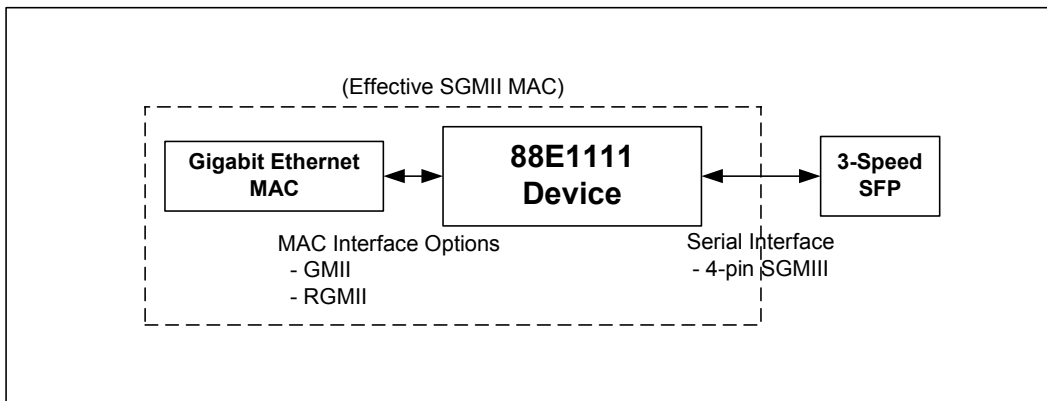 (Effective SGMII MAC)
Gigabit Ethernet
MAC
88E1111
Device
3-Speed
SFP
MAC Interface Options
- GMII
- RGMII
Serial Interface
- 4-pin SGMIII